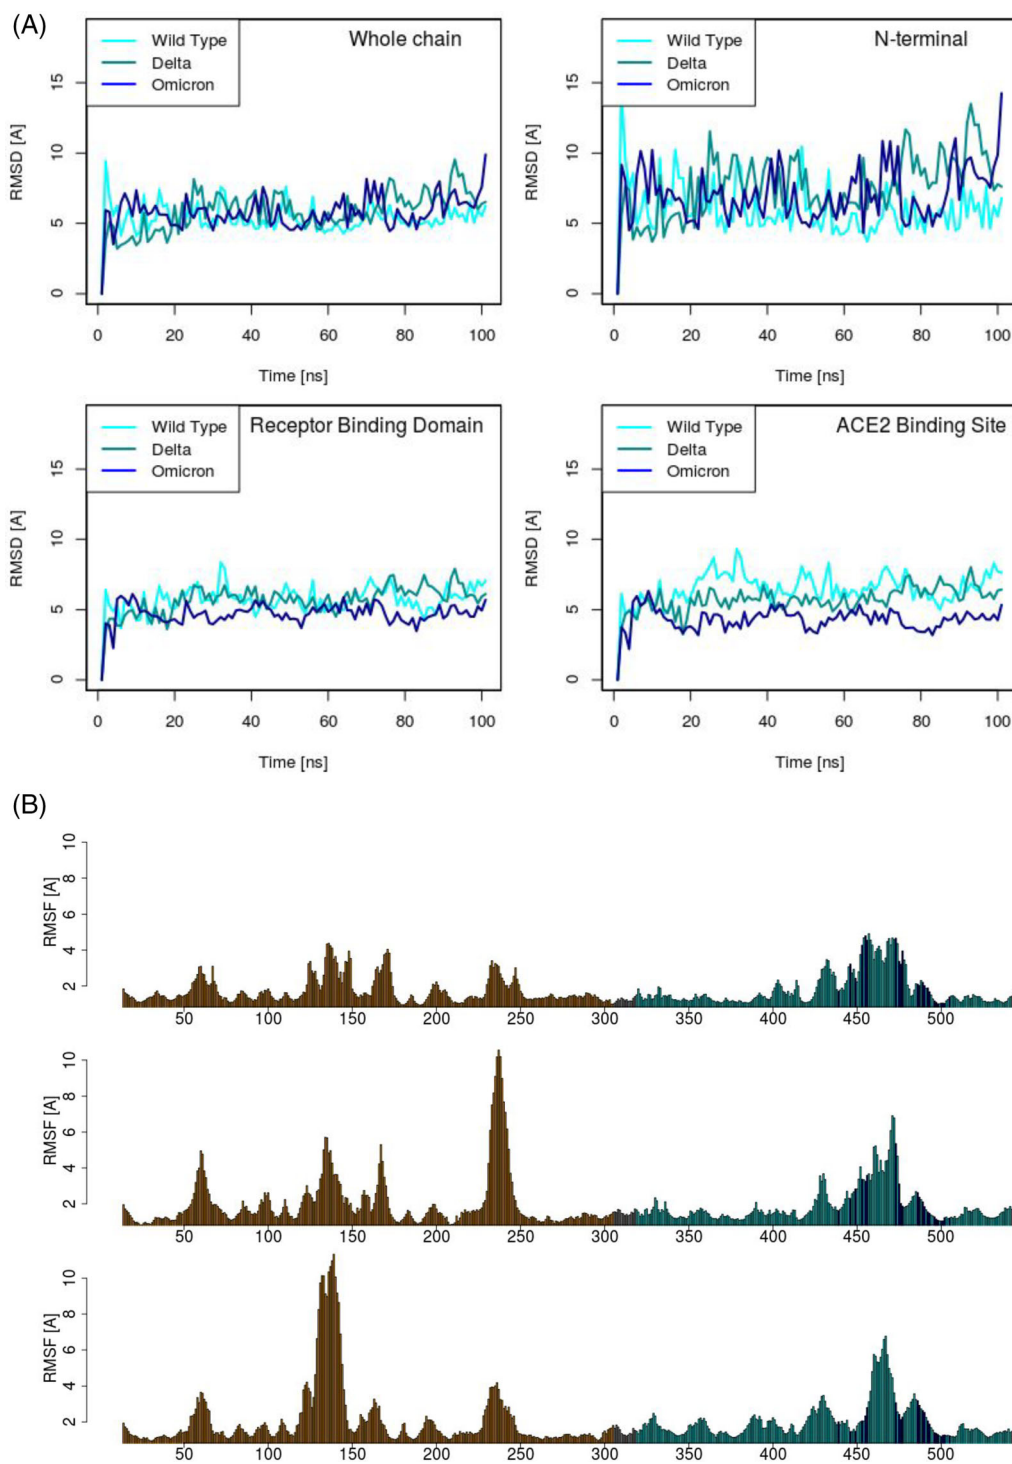 (A)
Wild Type
Delta
Omicron
Whole chain
RMSD [A]
15
10
5
0
0 20 40 60 80 100
Time [ns]
Wild Type
Delta
Omicron
N-terminal
RMSD [A]
15
10
5
0
0 20 40 60 80 100
Time [ns]
Wild Type
Delta
Omicron
Receptor Binding Domain
RMSD [A]
15
10
5
0
0 20 40 60 80 100
Time [ns]
Wild Type
Delta
Omicron
ACE2 Binding Site
RMSD [A]
15
10
5
0
0 20 40 60 80 100
Time [ns]
(B)
RMSF [A]
10
8
6
4
2
50 100 150 200 250 300 350 400 450 500
RMSF [A]
10
8
6
4
2
50 100 150 200 250 300 350 400 450 500
RMSF [A]
10
8
6
4
2
50 100 150 200 250 300 350 400 450 500